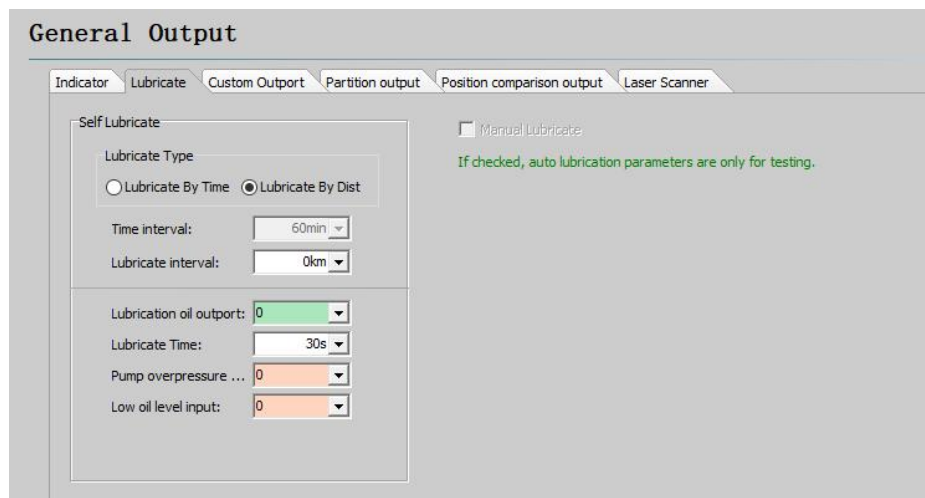 General Output
Indicator Lubricate Custom Outport Partition output Position comparison output Laser Scanner
Self Lubricate
Manual Lubricate
If checked, auto lubrication parameters are only for testing.
Lubricate Type
Lubricate By Time Lubricate By Dist
Time interval: 60min
Lubricate interval: 0km
Lubrication oil outport: 0
Lubricate Time: 30s
Pump overpressure ... 0
Low oil level input: 0